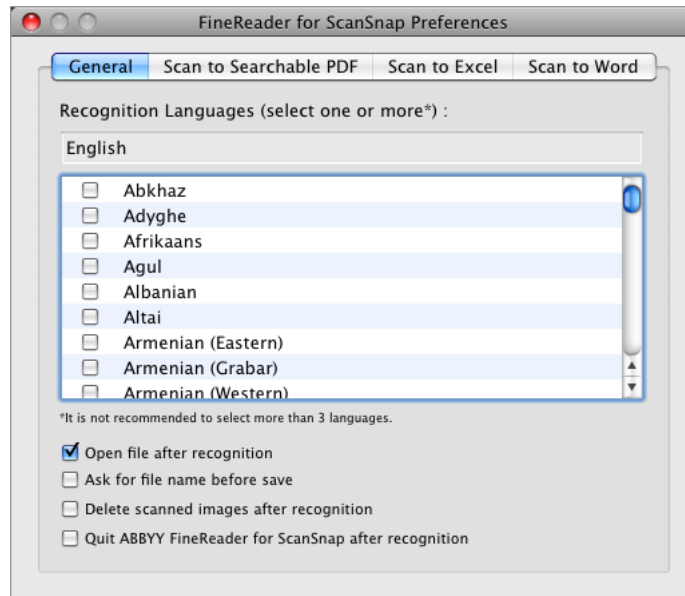 FineReader for ScanSnap Preferences
General Scan to Searchable PDF Scan to Excel Scan to Word
Recognition Languages (select one or more*) :
English
Abkhaz
Adyghe
Afrikaans
Agul
Albanian
Altai
Armenian (Eastern)
Armenian (Grabar)
Armenian (Western)
*It is not recommended to select more than 3 languages.
Open file after recognition
Ask for file name before save
Delete scanned images after recognition
Quit ABBYY FineReader for ScanSnap after recognition